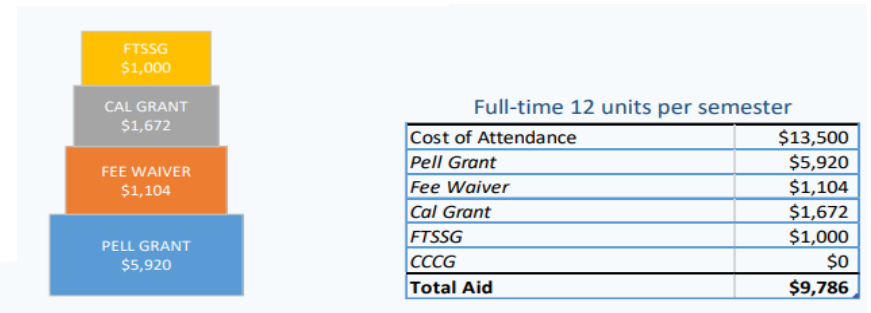 FTSSG
$1,000
CAL GRANT
$1,672
FEE WAIVER
$1,104
PELL GRANT
$5,920
Full-time 12 units per semester
Cost of Attendance $13,500
Pell Grant $5,920
Fee Waiver $1,104
Cal Grant $1,672
FTSSG $1,000
CCCG $0
Total Aid $9,786